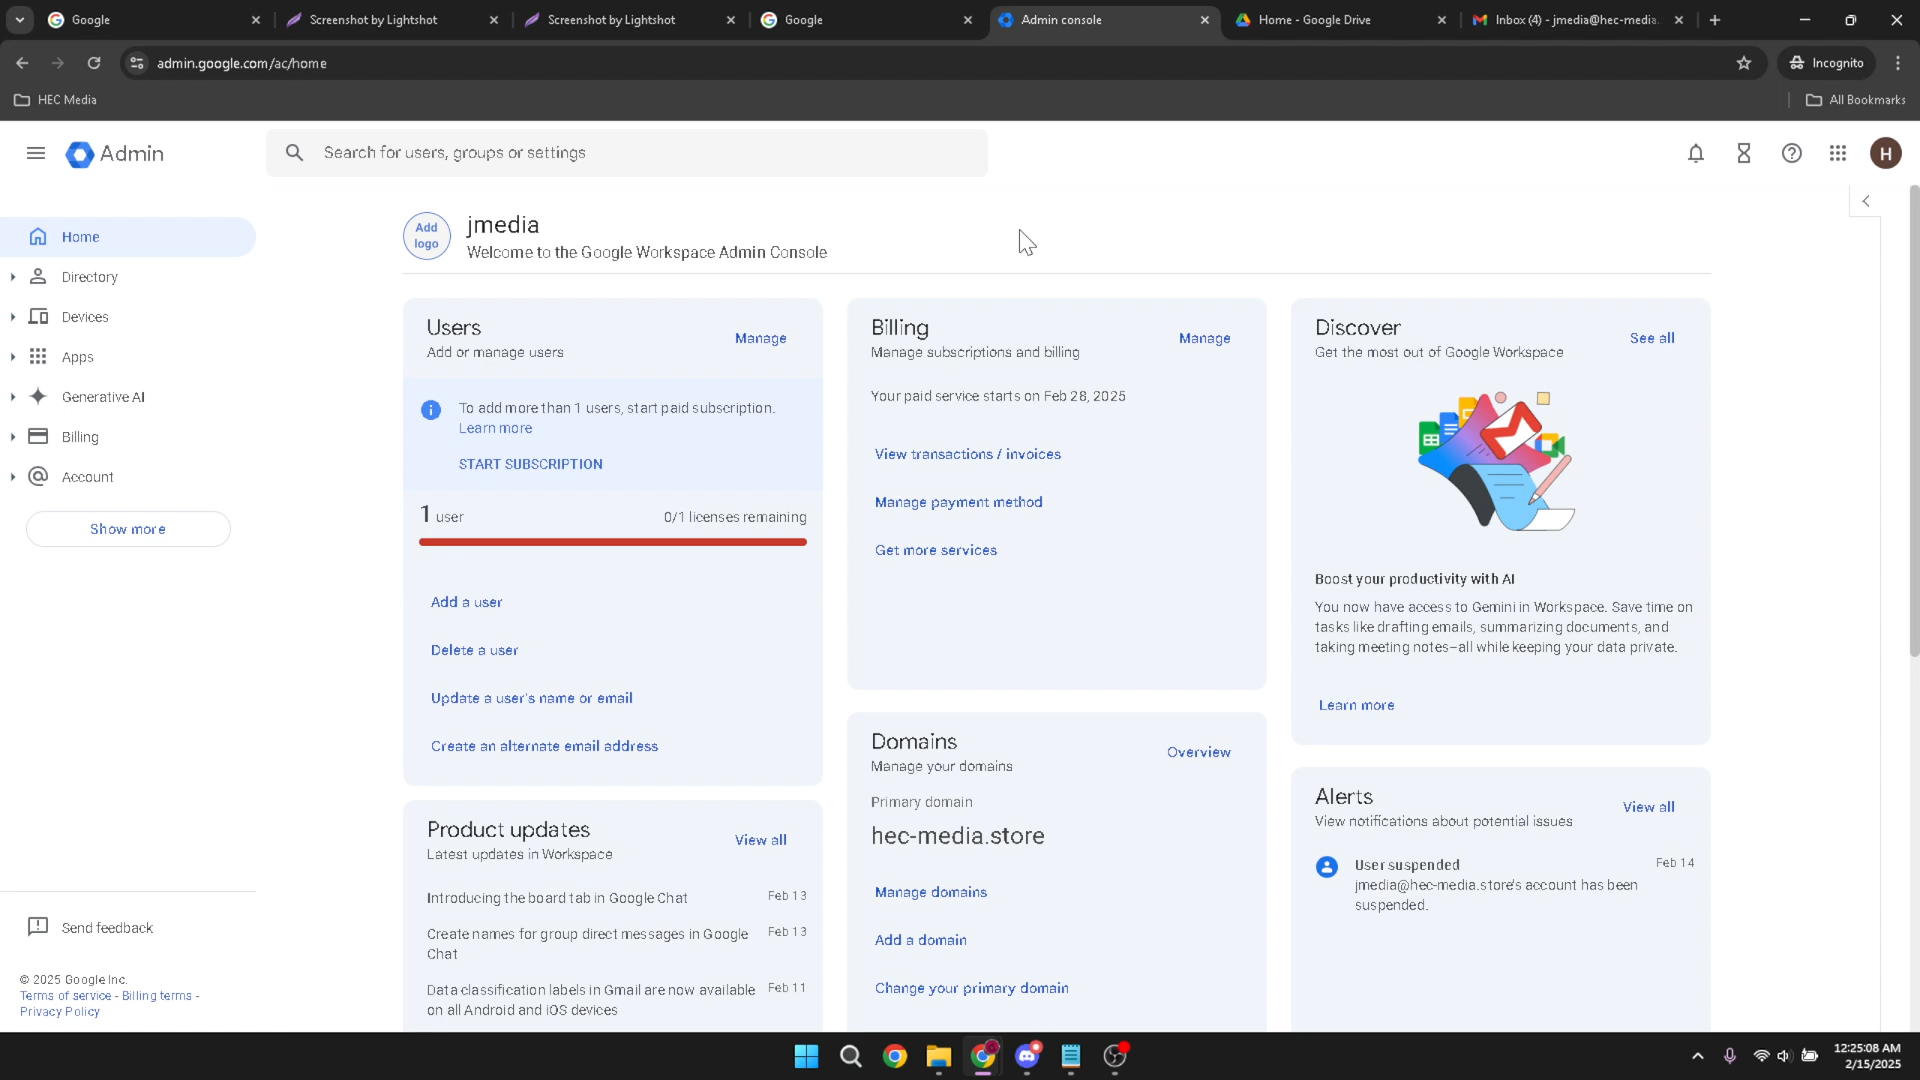 Google
Screenshot by Lightshot
Screenshot by Lightshot
Google
Admin console
Home - Google Drive
Inbox (4) - jmedia@hec-media.
admin.google.com/ac/home
Incognito
HEC Media
All Bookmarks
Admin
Search for users, groups or settings
H
Home
Directory
Devices
Apps
Generative AI
Billing
Account
Show more
Send feedback
© 2025 Google Inc.
Terms of service - Billing terms -
Privacy Policy
Add
logo
jmedia
Welcome to the Google Workspace Admin Console
Users
Add or manage users
Manage
To add more than 1 users, start paid subscription.
Learn more
START SUBSCRIPTION
1 user
0/1 licenses remaining
Add a user
Delete a user
Update a user's name or email
Create an alternate email address
Product updates
Latest updates in Workspace
View all
Introducing the board tab in Google Chat
Feb 13
Create names for group direct messages in Google
Chat
Feb 13
Data classification labels in Gmail are now available
on all Android and iOS devices
Feb 11
Billing
Manage subscriptions and billing
Manage
Your paid service starts on Feb 28, 2025
View transactions / invoices
Manage payment method
Get more services
Domains
Manage your domains
Overview
Primary domain
hec-media.store
Manage domains
Add a domain
Change your primary domain
Discover
Get the most out of Google Workspace
See all
Boost your productivity with AI
You now have access to Gemini in Workspace. Save time on
tasks like drafting emails, summarizing documents, and
taking meeting notes–all while keeping your data private.
Learn more
Alerts
View notifications about potential issues
View all
User suspended
Feb 14
jmedia@hec-media.store's account has been
suspended.
12:25:08 AM
2/15/2025